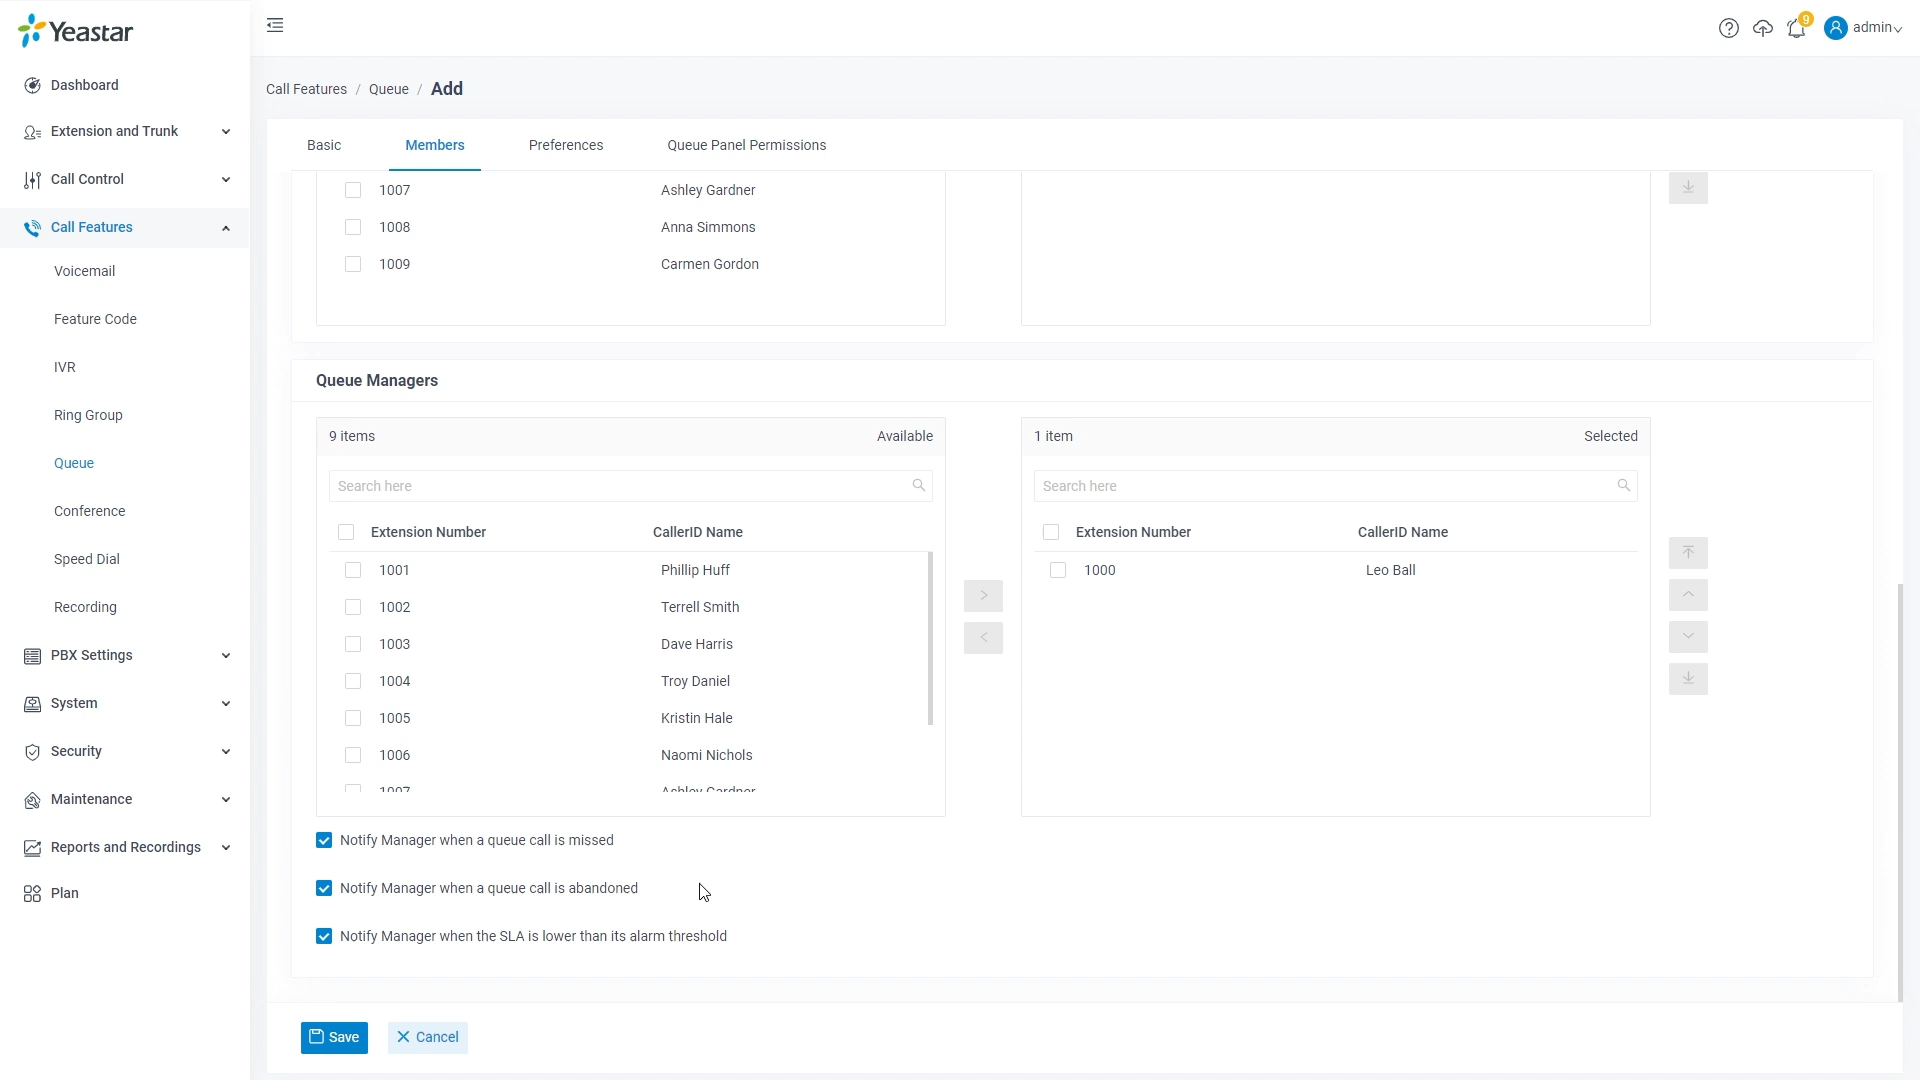 Yeastar
9
admin
Dashboard
Extension and Trunk
Call Control
Call Features
Voicemail
Feature Code
IVR
Ring Group
Queue
Conference
Speed Dial
Recording
PBX Settings
System
Security
Maintenance
Reports and Recordings
Plan
Call Features / Queue / Add
Basic Members Preferences Queue Panel Permissions
1007 Ashley Gardner
1008 Anna Simmons
1009 Carmen Gordon
Queue Managers
9 items Available
Search here
Extension Number CallerID Name
1001 Phillip Huff
1002 Terrell Smith
1003 Dave Harris
1004 Troy Daniel
1005 Kristin Hale
1006 Naomi Nichols
1007 Ashley Gardner
1 item Selected
Search here
Extension Number CallerID Name
1000 Leo Ball
Notify Manager when a queue call is missed
Notify Manager when a queue call is abandoned
Notify Manager when the SLA is lower than its alarm threshold
Save Cancel